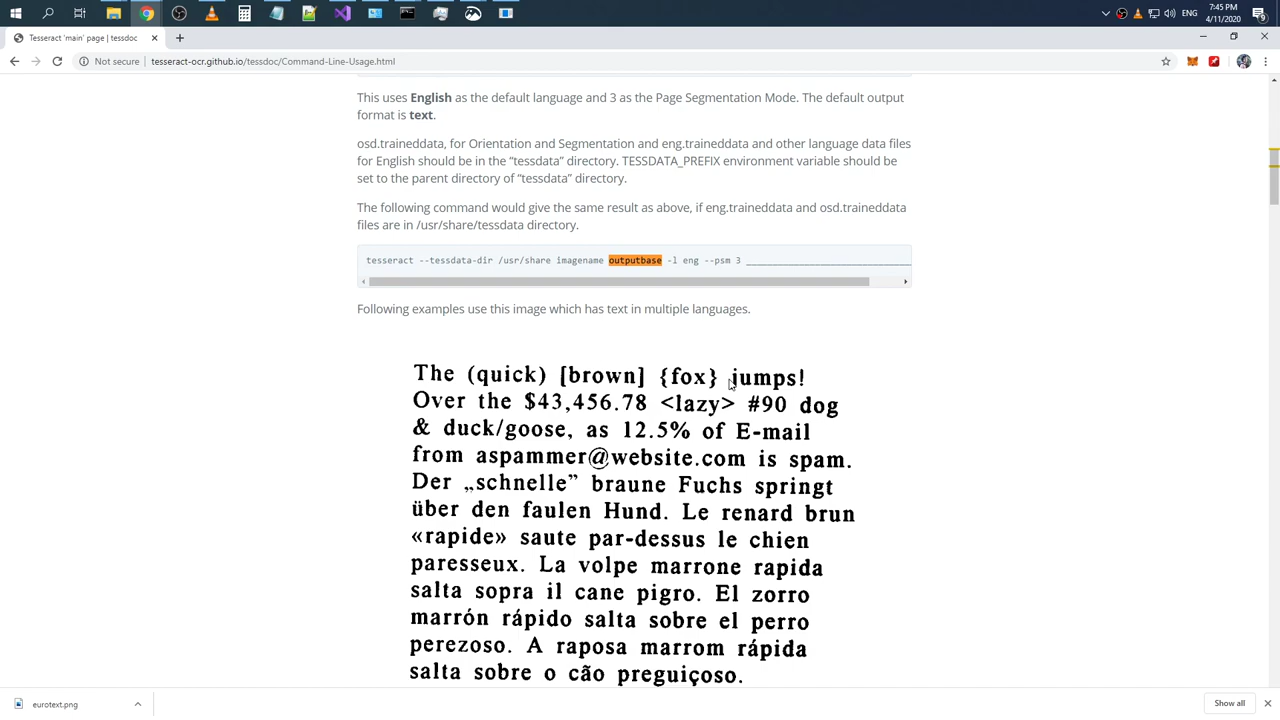 7:45 PM
ENG
4/11/2020
9
Tesseract 'main' page | tessdoc
Not secure
tesseract-ocr.github.io/tessdoc/Command-Line-Usage.html
This uses English as the default language and 3 as the Page Segmentation Mode. The default output
format is text.
osd.traineddata, for Orientation and Segmentation and eng.traineddata and other language data files
for English should be in the “tessdata” directory. TESSDATA_PREFIX environment variable should be
set to the parent directory of “tessdata” directory.
The following command would give the same result as above, if eng.traineddata and osd.traineddata
files are in /usr/share/tessdata directory.
tesseract --tessdata-dir /usr/share imagename outputbase -l eng --psm 3 ______________________________
Following examples use this image which has text in multiple languages.
The (quick) [brown] {fox} jumps!
Over the $43,456.78 <lazy> #90 dog
& duck/goose, as 12.5% of E-mail
from aspammer@website.com is spam.
Der „schnelle” braune Fuchs springt
über den faulen Hund. Le renard brun
«rapide» saute par-dessus le chien
paresseux. La volpe marrone rapida
salta sopra il cane pigro. El zorro
marrón rápido salta sobre el perro
perezoso. A raposa marrom rápida
salta sobre o cão preguiçoso.
eurotext.png
Show all